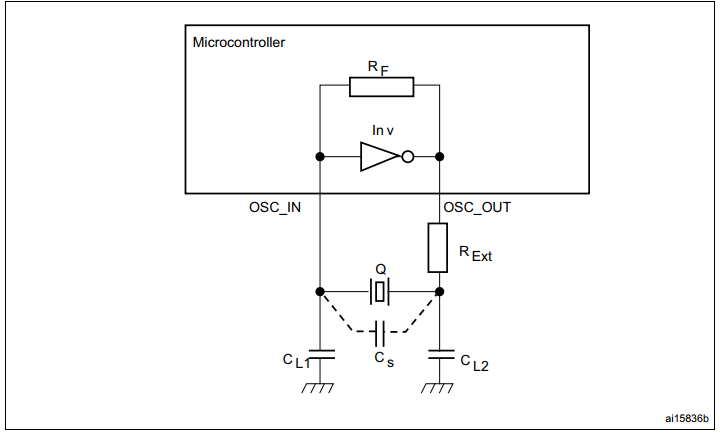 Microcontroller
RF
Inv
OSC_IN
OSC_OUT
RExt
Q
Cs
CL1
CL2
ai15836b